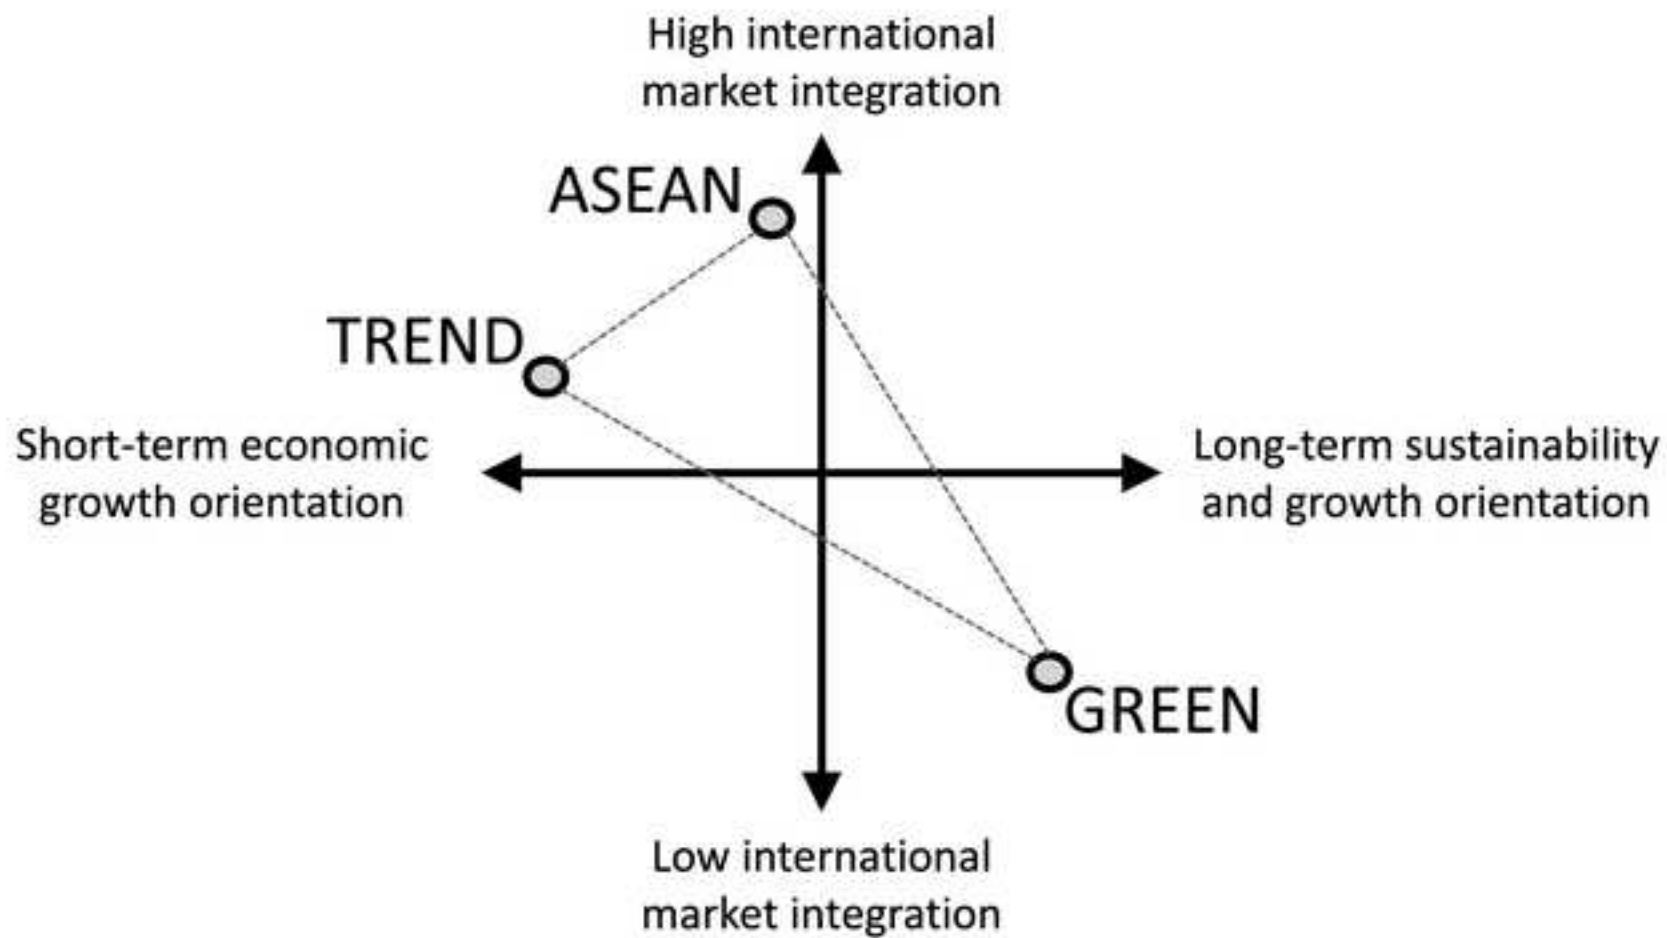 High international
market integration
ASEAN
TREND
Short-term economic
growth orientation
Long-term sustainability
and growth orientation
GREEN
Low international
market integration